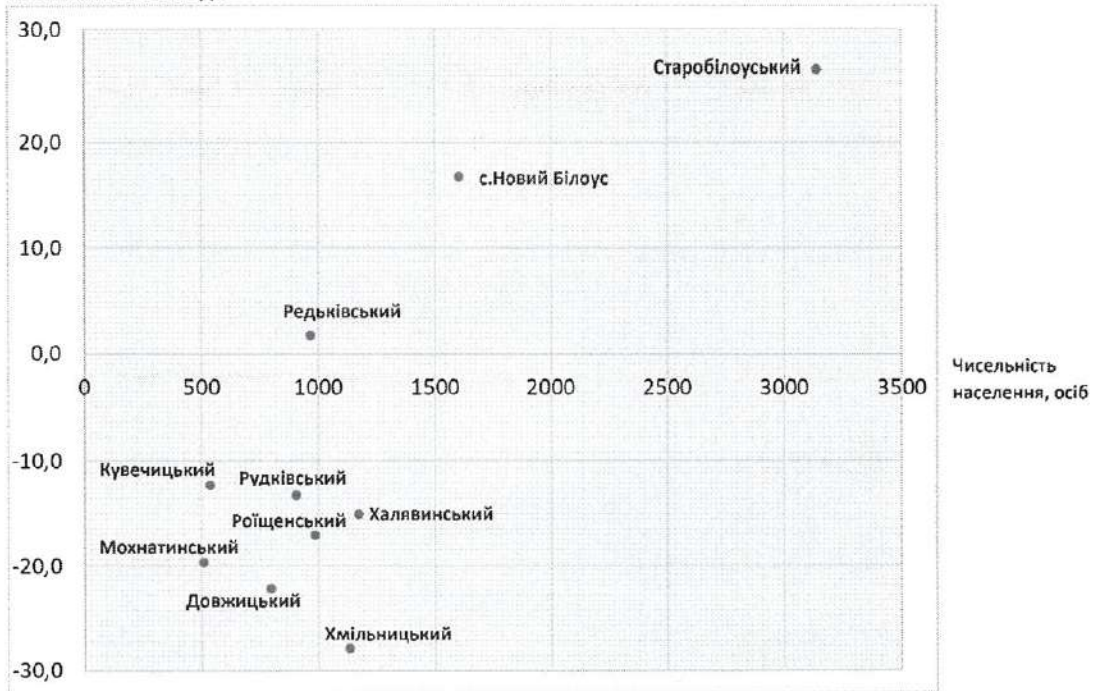 30,0
Старобілоуський
20,0
с.Новий Білоус
10,0
Редьківський
0,0
0 500 1000 1500 2000 2500 3000 3500
Чисельність
населення, осіб
-10,0
Кувечицький
Рудківський
Халявинський
Роїщенський
Мохнатинський
-20,0
Довжицький
Хмільницький
-30,0